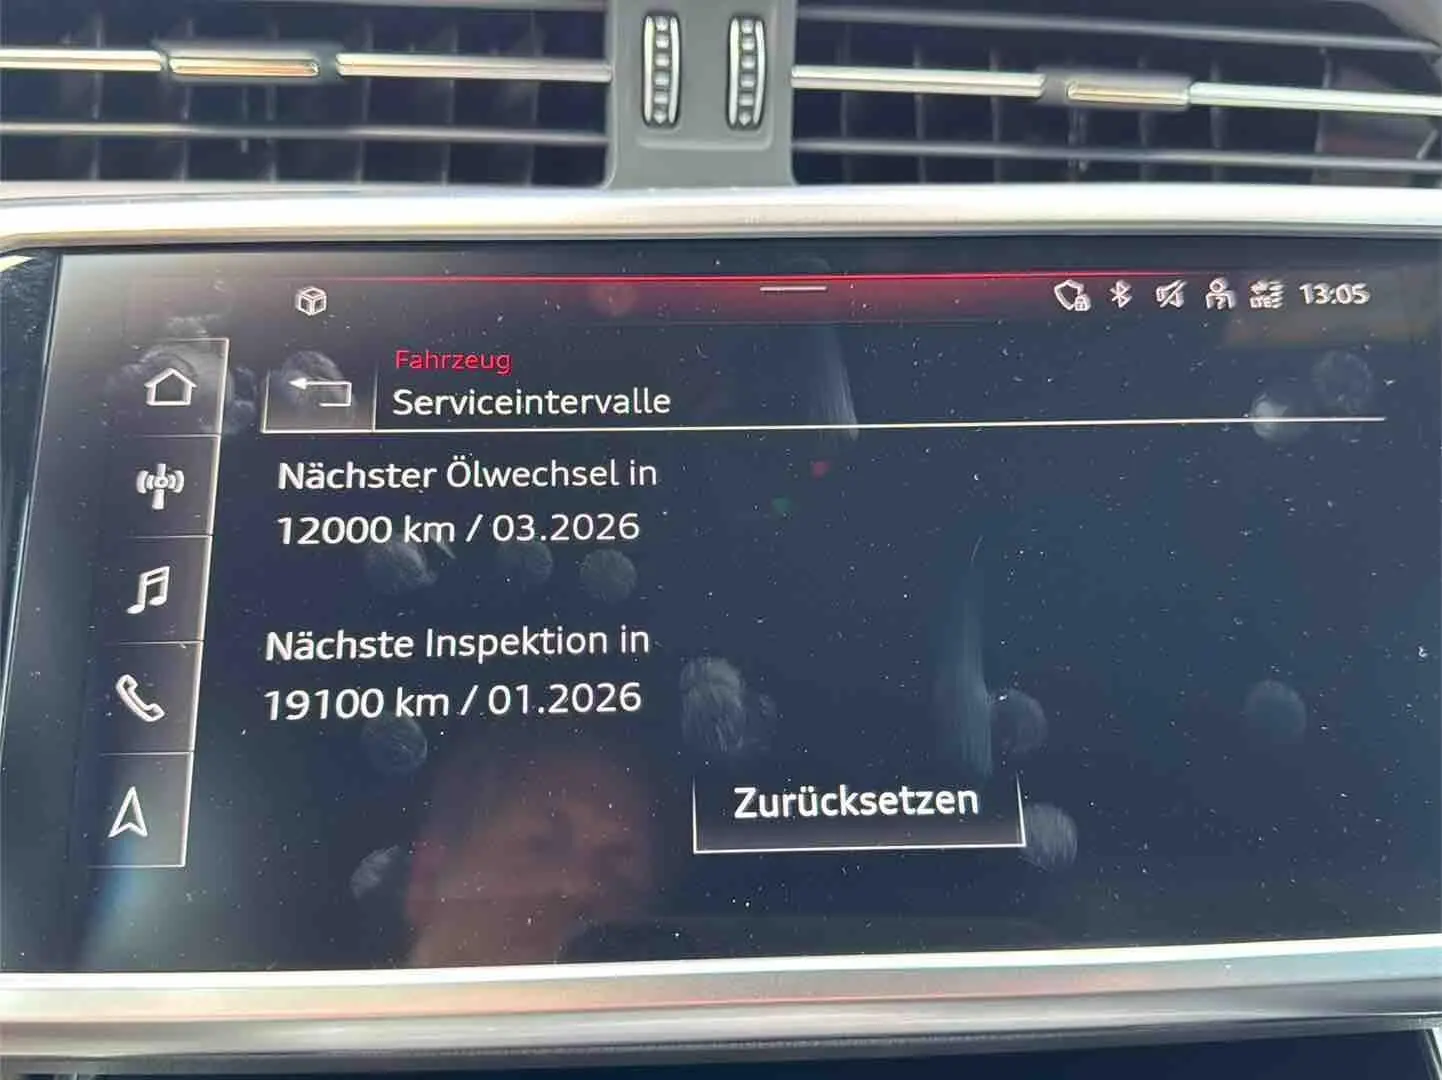 13:05
Fahrzeug
Serviceintervalle
Nächster Ölwechsel in
12000 km / 03.2026
Nächste Inspektion in
19100 km / 01.2026
Zurücksetzen